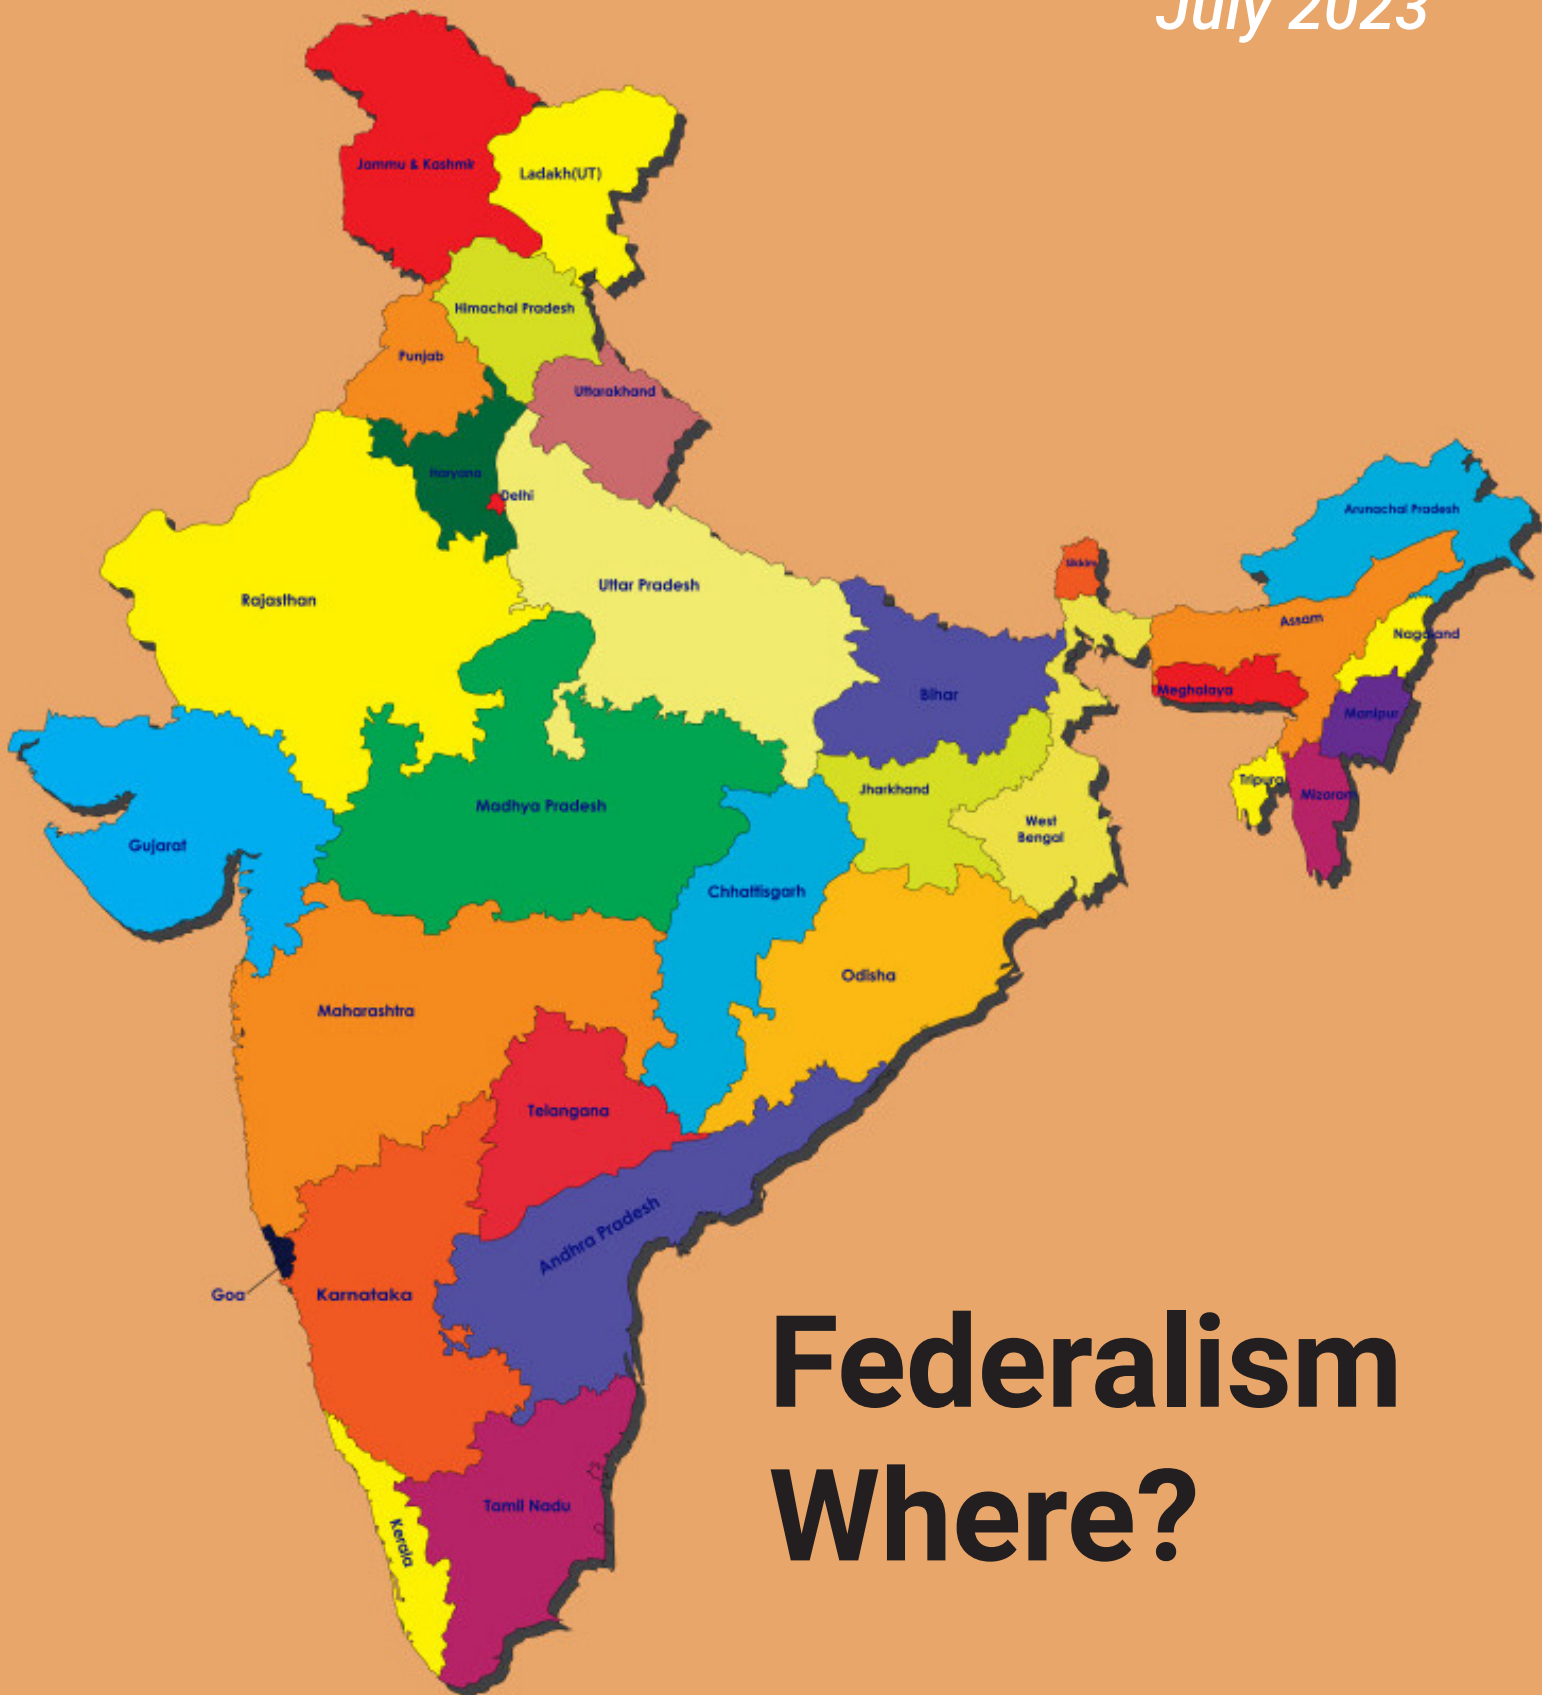 July 2023
Jammu & Kashmir
Ladakh(UT)
Himachal Pradesh
Punjab
Uttarakhand
Haryana
Delhi
Arunachal Pradesh
Sikkim
Rajasthan
Uttar Pradesh
Assam
Nagaland
Bihar
Meghalaya
Manipur
Jharkhand
Tripura
Mizoram
Madhya Pradesh
West
Bengal
Gujarat
Chhattisgarh
Odisha
Maharashtra
Telangana
Andhra Pradesh
Goa
Karnataka
Federalism
Where?
Tamil Nadu
Kerala